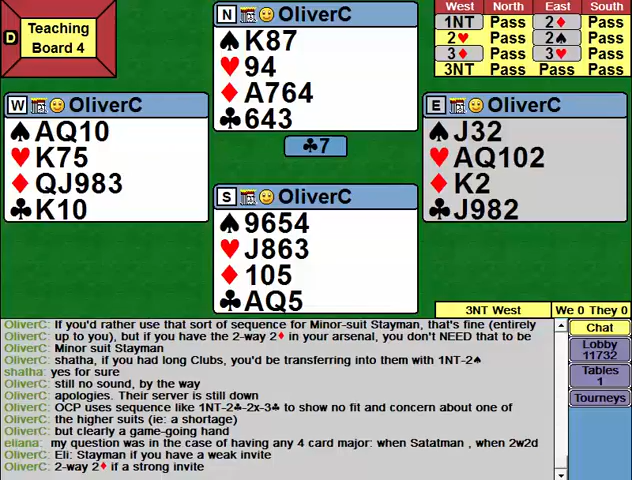 D
Teaching
Board 4
N OliverC
♠K87
♥94
♦A764
♣643
West North East South
1NT Pass 2♦ Pass
2♥ Pass 2♠ Pass
3♦ Pass 3♥ Pass
3NT Pass Pass Pass
W OliverC
♠AQ10
♥K75
♦QJ983
♣K10
♣7
E OliverC
♠J32
♥AQ102
♦K2
♣J982
S OliverC
♠9654
♥J863
♦105
♣AQ5
3NT West We 0 They 0
OliverC: If you'd rather use that sort of sequence for Minor-suit Stayman, that's fine (entirely
OliverC: up to you), but if you have the 2-way 2♦ in your arsenal, you don't NEED that to be
OliverC: Minor suit Stayman
OliverC: shatha, if you had long Clubs, you'd be transferring into them with 1NT-2♠
shatha: yes for sure
OliverC: still no sound, by the way
OliverC: apologies. Their server is still down
OliverC: OCP uses sequence like 1NT-2♣-2x-3♣ to show no fit and concern about one of
OliverC: the higher suits (ie: a shortage)
OliverC: but clearly a game-going hand
eliana: my question was in the case of having any 4 card major: when Satatman , when 2w2d
OliverC: Eli: Stayman if you have a weak invite
OliverC: 2-way 2♦ if a strong invite
Chat
Lobby
11732
Tables
1
Tourneys